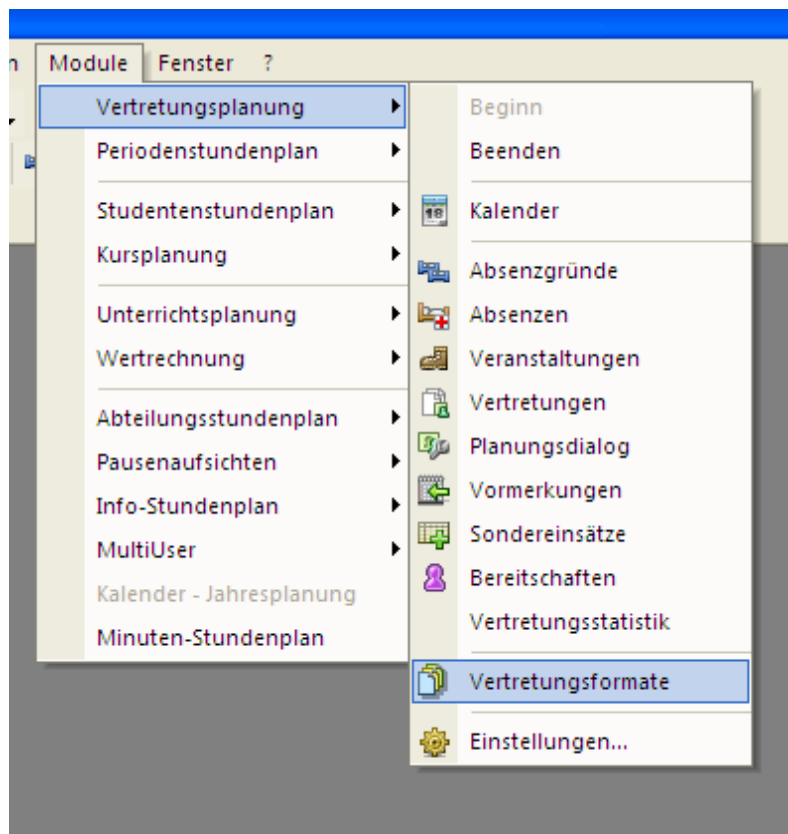 n Module Fenster ?
Vertretungsplanung
Periodenstundenplan
Studentenstundenplan
Kursplanung
Unterrichtsplanung
Wertrechnung
Abteilungsstundenplan
Pausenaufsichten
Info-Stundenplan
MultiUser
Kalender - Jahresplanung
Minuten-Stundenplan
Beginn
Beenden
18
Kalender
Absenzgründe
Absenzen
Veranstaltungen
Vertretungen
Planungsdialog
Vormerkungen
Sondereinsätze
Bereitschaften
Vertretungsstatistik
Vertretungsformate
Einstellungen...